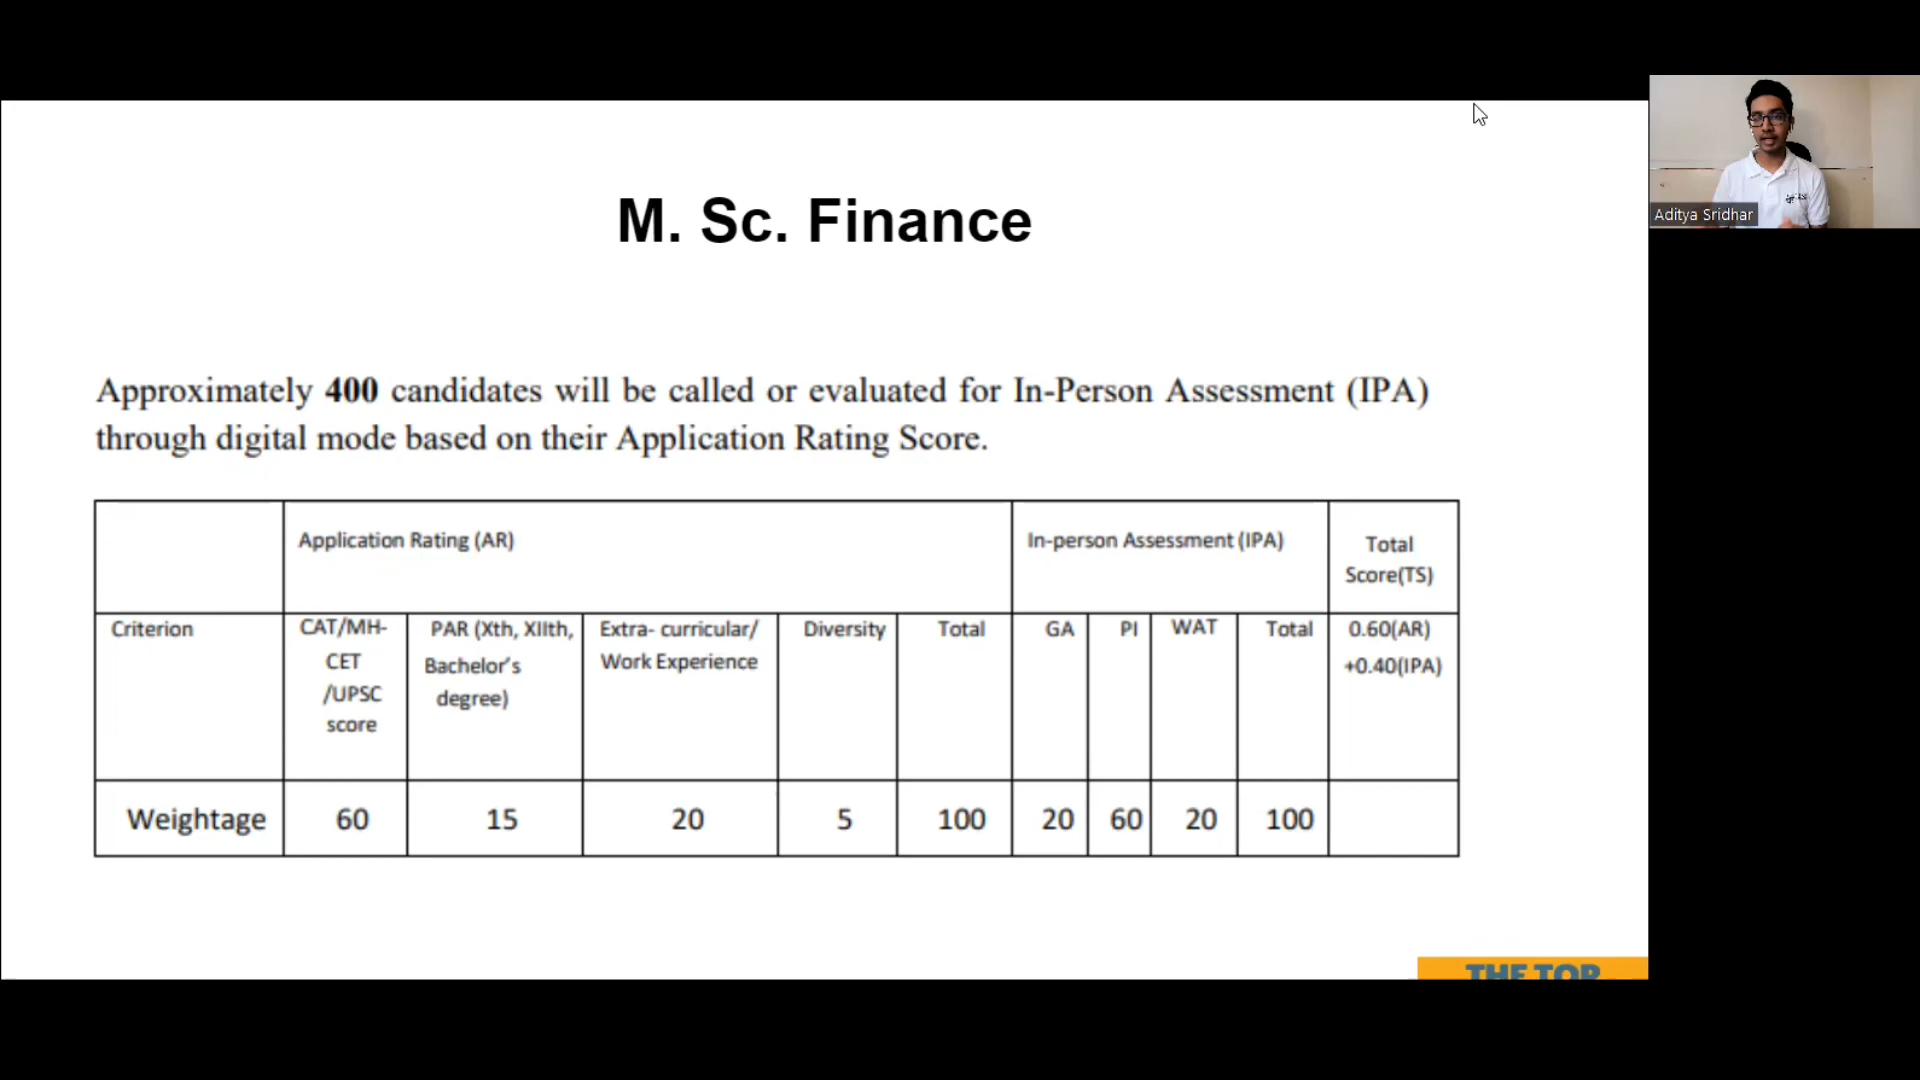 M. Sc. Finance
Aditya Sridhar
Approximately 400 candidates will be called or evaluated for In-Person Assessment (IPA)
through digital mode based on their Application Rating Score.
Application Rating (AR)
In-person Assessment (IPA)
Total
Score(TS)
Criterion
CAT/MH-
CET
/UPSC
score
PAR (Xth, XIIth,
Bachelor's
degree)
Extra- curricular/
Work Experience
Diversity
Total
GA
PI
WAT
Total
0.60(AR)
+0.40(IPA)
Weightage
60
15
20
5
100
20
60
20
100
THE TOP